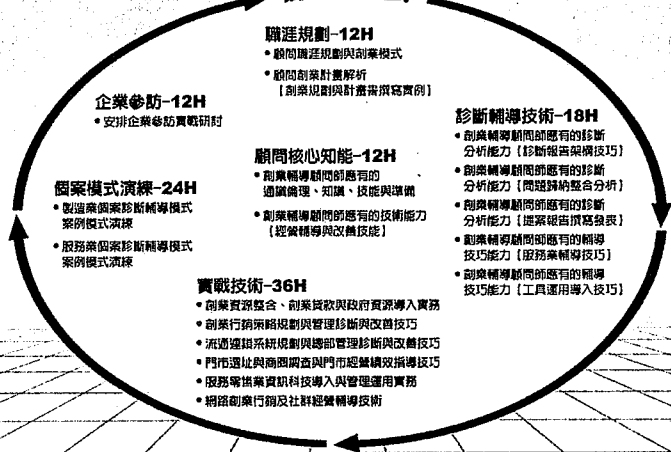 職涯規劃-12H
• 顧問職涯規劃與創業模式
• 顧問創業計畫解析
【創業規劃與計畫書撰寫實例】
企業參訪-12H
• 安排企業參訪實戰研討
診斷輔導技術-18H
• 創業輔導顧問師應有的診斷
分析能力【診斷報告架構技巧】
• 創業輔導顧問師應有的診斷
分析能力【問題歸納整合分析】
• 創業輔導顧問師應有的診斷
分析能力【提案報告撰寫發表】
• 創業輔導顧問師應有的輔導
技巧能力【服務業輔導技巧】
• 創業輔導顧問師應有的輔導
技巧能力【工具運用導入技巧】
顧問核心知能-12H
• 創業輔導顧問師應有的
通識倫理、知識、技能與準備
• 創業輔導顧問師應有的技術能力
【經營輔導與改善技能】
個案模式演練-24H
• 製造業個案診斷輔導模式
案例模式演練
• 服務業個案診斷輔導模式
案例模式演練
實戰技術-36H
• 創業資源整合、創業貸款與政府資源導入實務
• 創業行銷策略規劃與管理診斷與改善技巧
• 流通連鎖系統規劃與總部管理診斷與改善技巧
• 門市選址與商圈調查與門市經營績效指導技巧
• 服務零售業資訊科技導入與管理運用實務
• 網路創業行銷及社群經營輔導技術